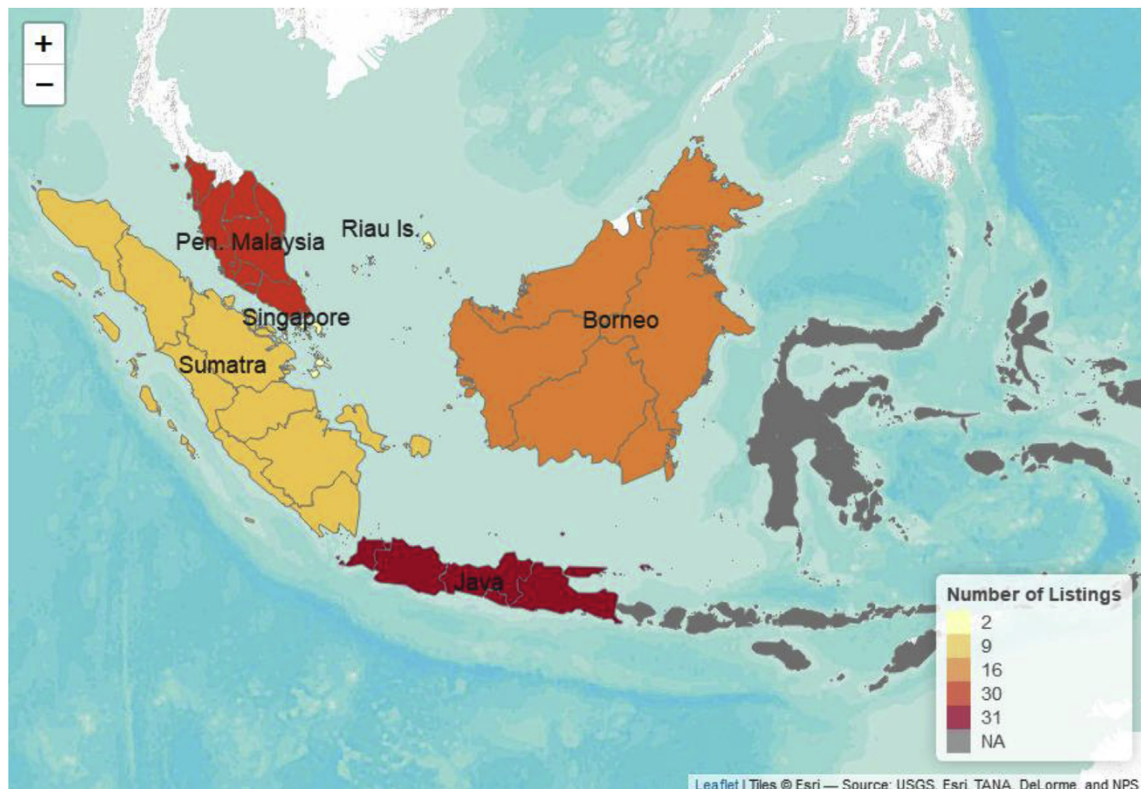 +
−
Riau Is.
Pen. Malaysia
Singapore
Borneo
Sumatra
Java
Number of Listings
2
9
16
30
31
NA
Leaflet | Tiles © Esri — Source: USGS, Esri, TANA, DeLorme, and NPS